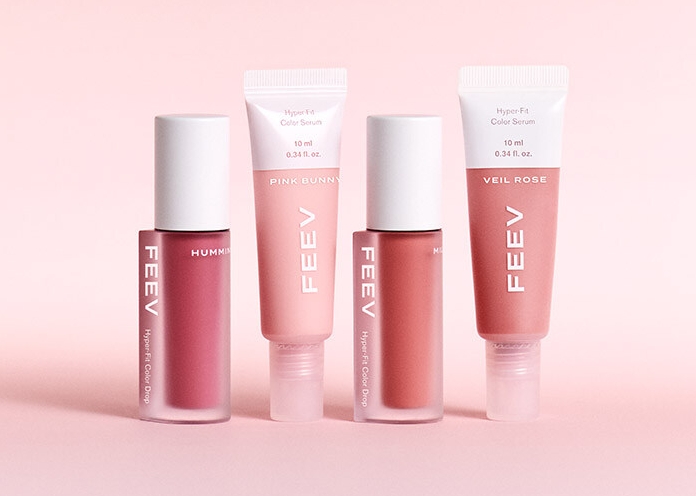 FEEV
HUMMIN
Hyper-Fit Color Drop
Hyper-Fit
Color Serum
10 ml
0.34 fl. oz.
PINK BUNNY
FEEV
FEEV
Hyper-Fit Color Drop
Hyper-Fit
Color Serum
10 ml
0.34 fl. oz.
VEIL ROSE
FEEV